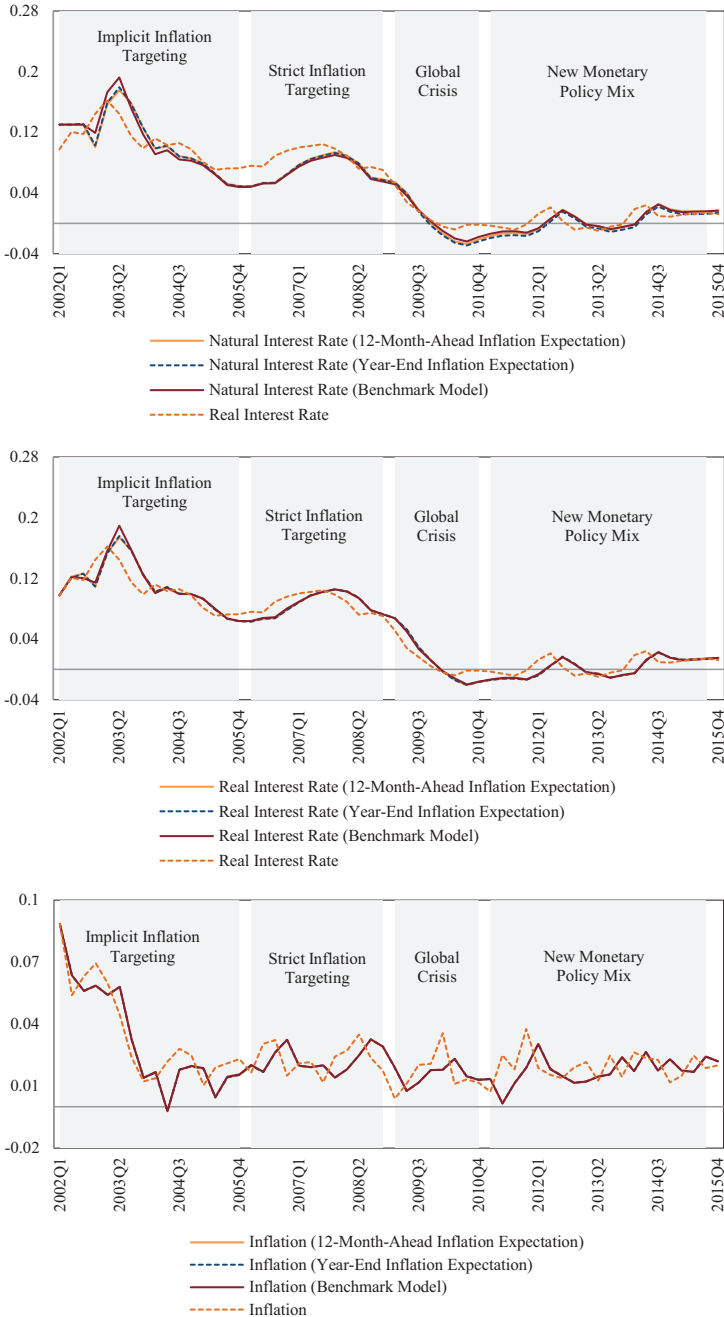 0.28
0.2
0.12
0.04
-0.04
Implicit Inflation
Targeting
Strict Inflation
Targeting
Global
Crisis
New Monetary
Policy Mix
2002Q1
2003Q2
2004Q3
2005Q4
2007Q1
2008Q2
2009Q3
2010Q4
2012Q1
2013Q2
2014Q3
2015Q4
Natural Interest Rate (12-Month-Ahead Inflation Expectation)
Natural Interest Rate (Year-End Inflation Expectation)
Natural Interest Rate (Benchmark Model)
Real Interest Rate
0.28
0.2
0.12
0.04
-0.04
Implicit Inflation
Targeting
Strict Inflation
Targeting
Global
Crisis
New Monetary
Policy Mix
2002Q1
2003Q2
2004Q3
2005Q4
2007Q1
2008Q2
2009Q3
2010Q4
2012Q1
2013Q2
2014Q3
2015Q4
Real Interest Rate (12-Month-Ahead Inflation Expectation)
Real Interest Rate (Year-End Inflation Expectation)
Real Interest Rate (Benchmark Model)
Real Interest Rate
0.1
0.07
0.04
0.01
-0.02
Implicit Inflation
Targeting
Strict Inflation
Targeting
Global
Crisis
New Monetary
Policy Mix
2002Q1
2003Q2
2004Q3
2005Q4
2007Q1
2008Q2
2009Q3
2010Q4
2012Q1
2013Q2
2014Q3
2015Q4
Inflation (12-Month-Ahead Inflation Expectation)
Inflation (Year-End Inflation Expectation)
Inflation (Benchmark Model)
Inflation